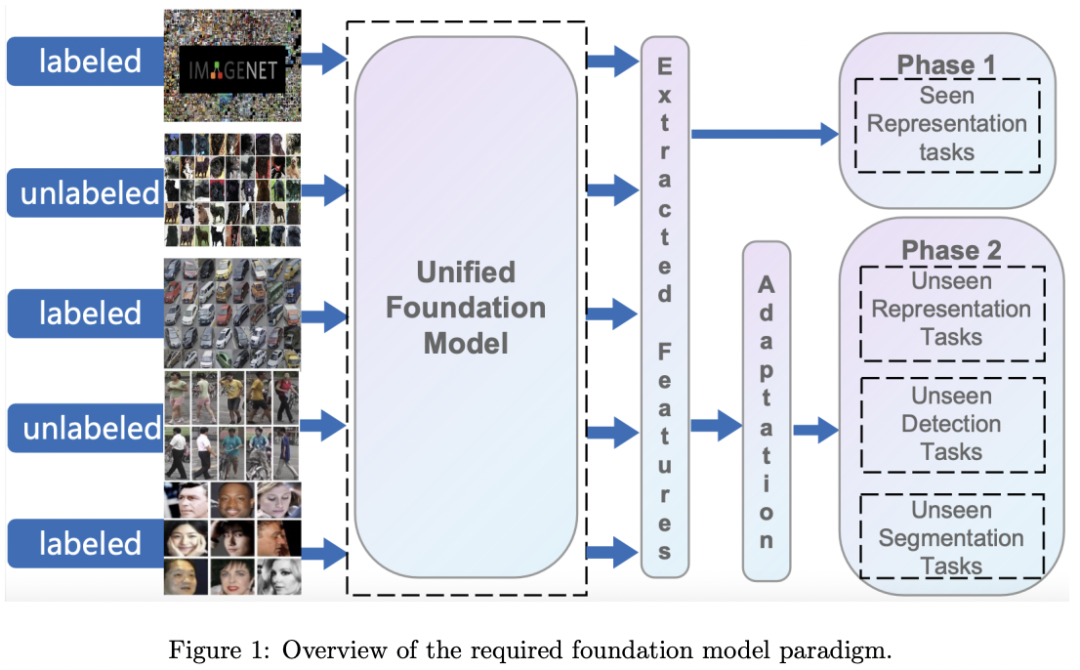 labeled
IMAGENET
unlabeled
labeled
unlabeled
labeled
Unified
Foundation
Model
Extracted Features
Adaptation
Phase 1
Seen
Representation
tasks
Phase 2
Unseen
Representation
Tasks
Unseen
Detection
Tasks
Unseen
Segmentation
Tasks
Figure 1: Overview of the required foundation model paradigm.